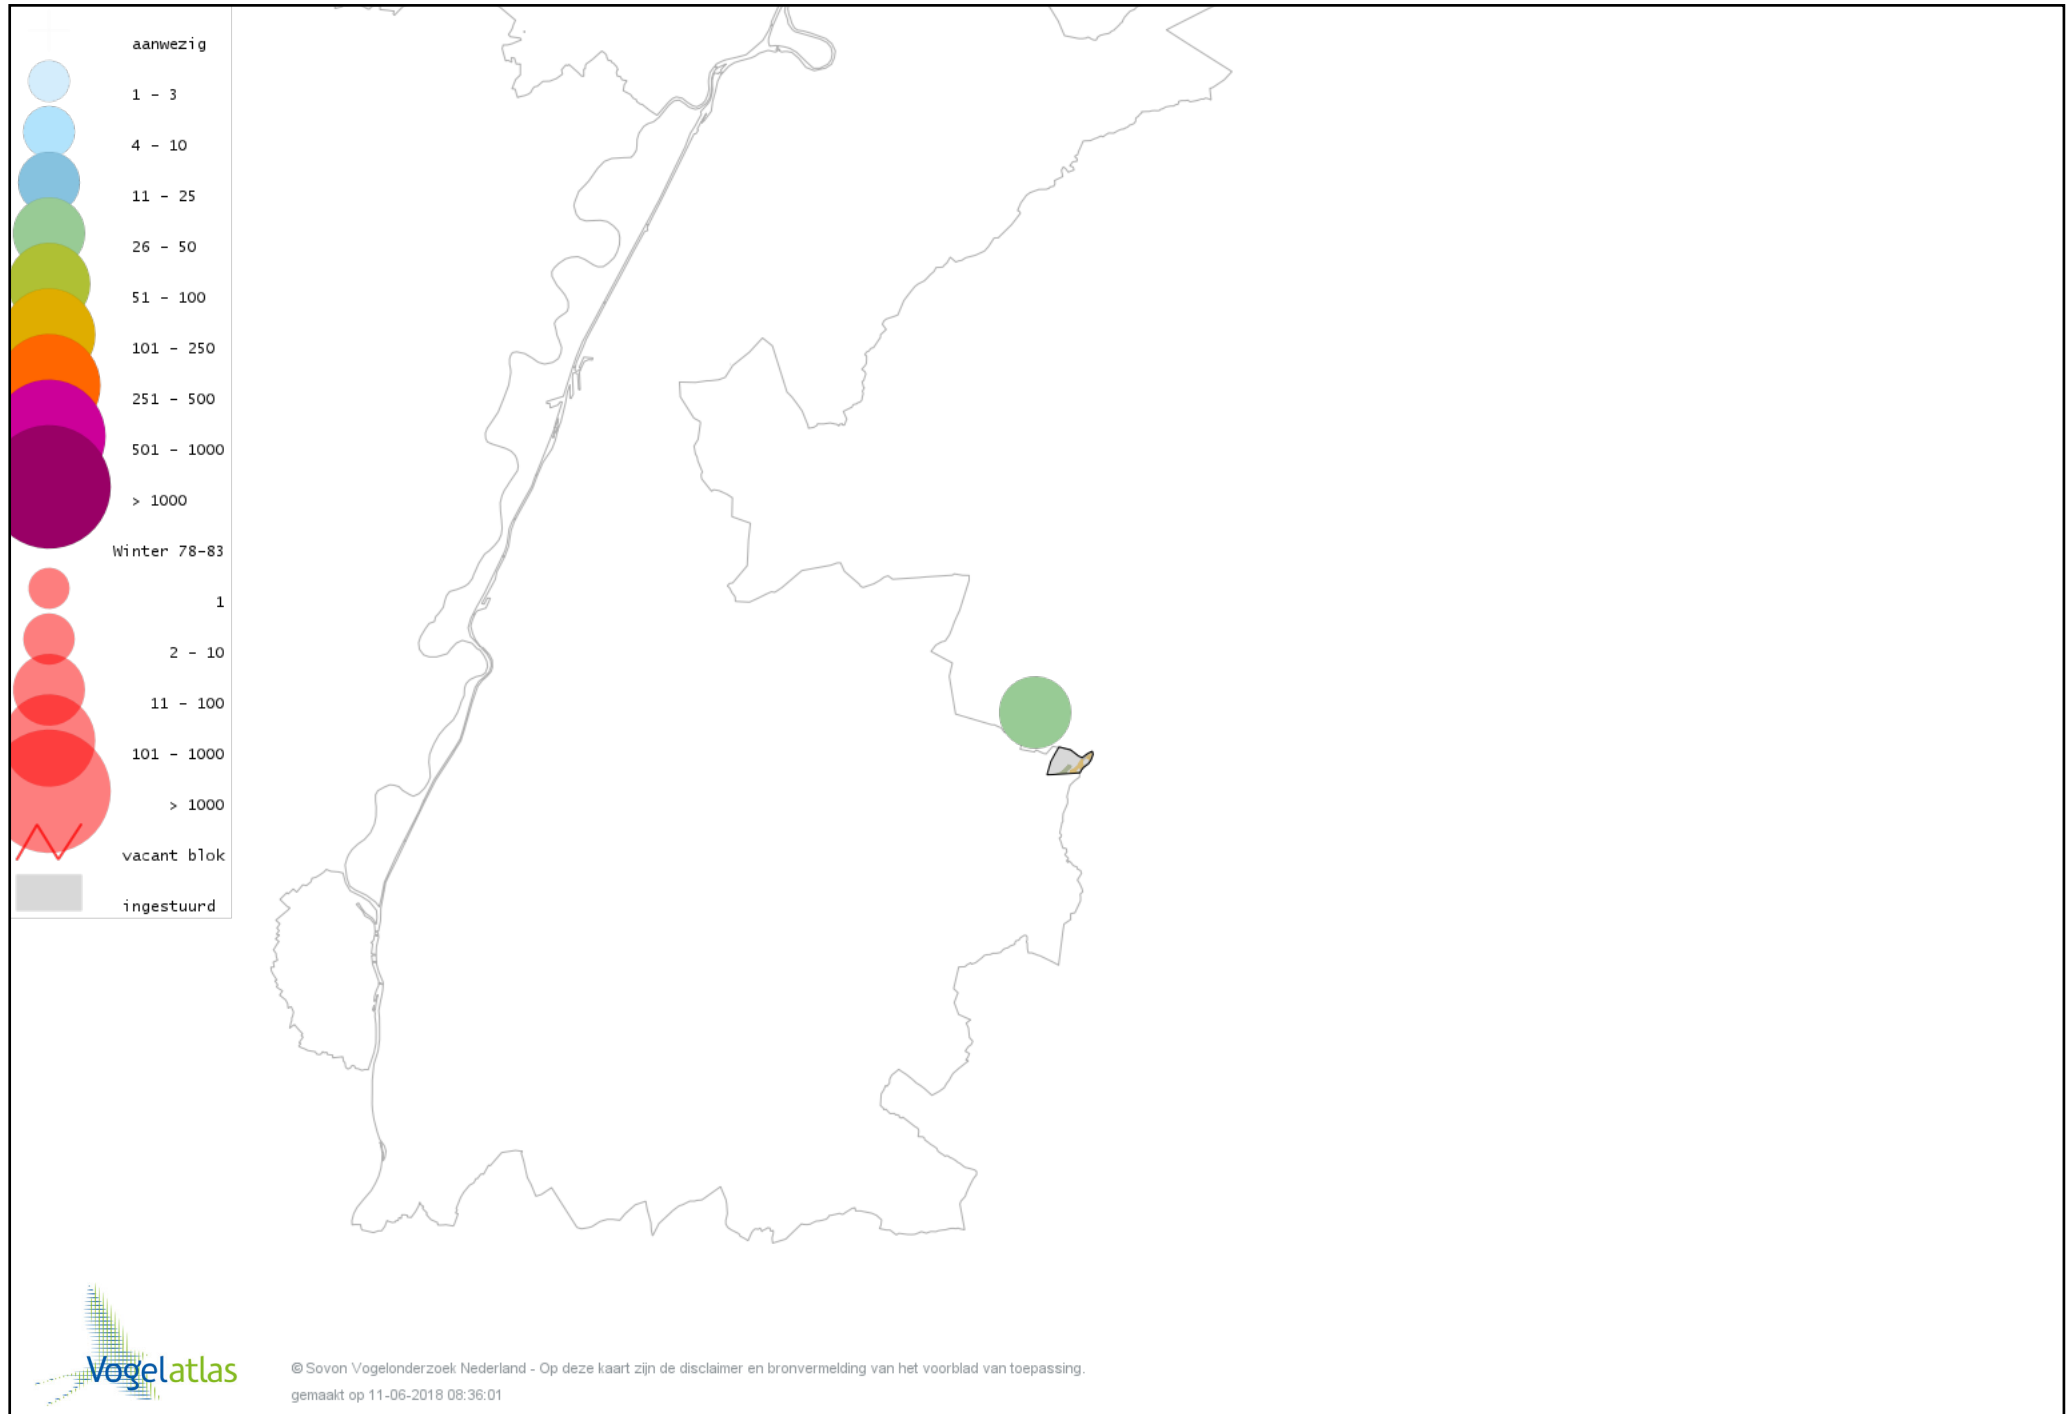 aanwezig
1 - 3
4 - 10
11 - 25
26 - 50
51 - 100
101 - 250
251 - 500
501 - 1000
> 1000
Winter 78-83
1
2 - 10
11 - 100
101 - 1000
> 1000
vacant blok
ingestuurd
Vogelatlas
© Sovon Vogelonderzoek Nederland - Op deze kaart zijn de disclaimer en bronvermelding van het voorblad van toepassing.
gemaakt op 11-06-2018 08:36:01